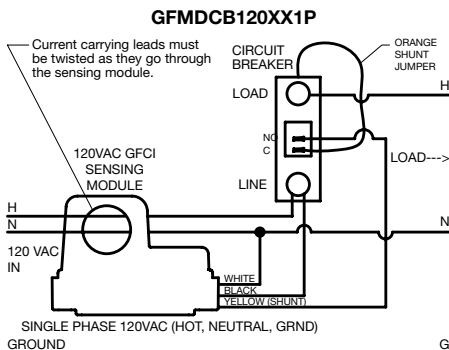 GFMDCB120XX1P
Current carrying leads must
be twisted as they go through
the sensing module.
CIRCUIT
BREAKER
ORANGE
SHUNT
JUMPER
LOAD
H
NO
C
120VAC GFCI
SENSING
MODULE
LOAD--->
LINE
H
N
N
120 VAC
IN
WHITE
BLACK
YELLOW (SHUNT)
SINGLE PHASE 120VAC (HOT, NEUTRAL, GRND)
GROUND
G